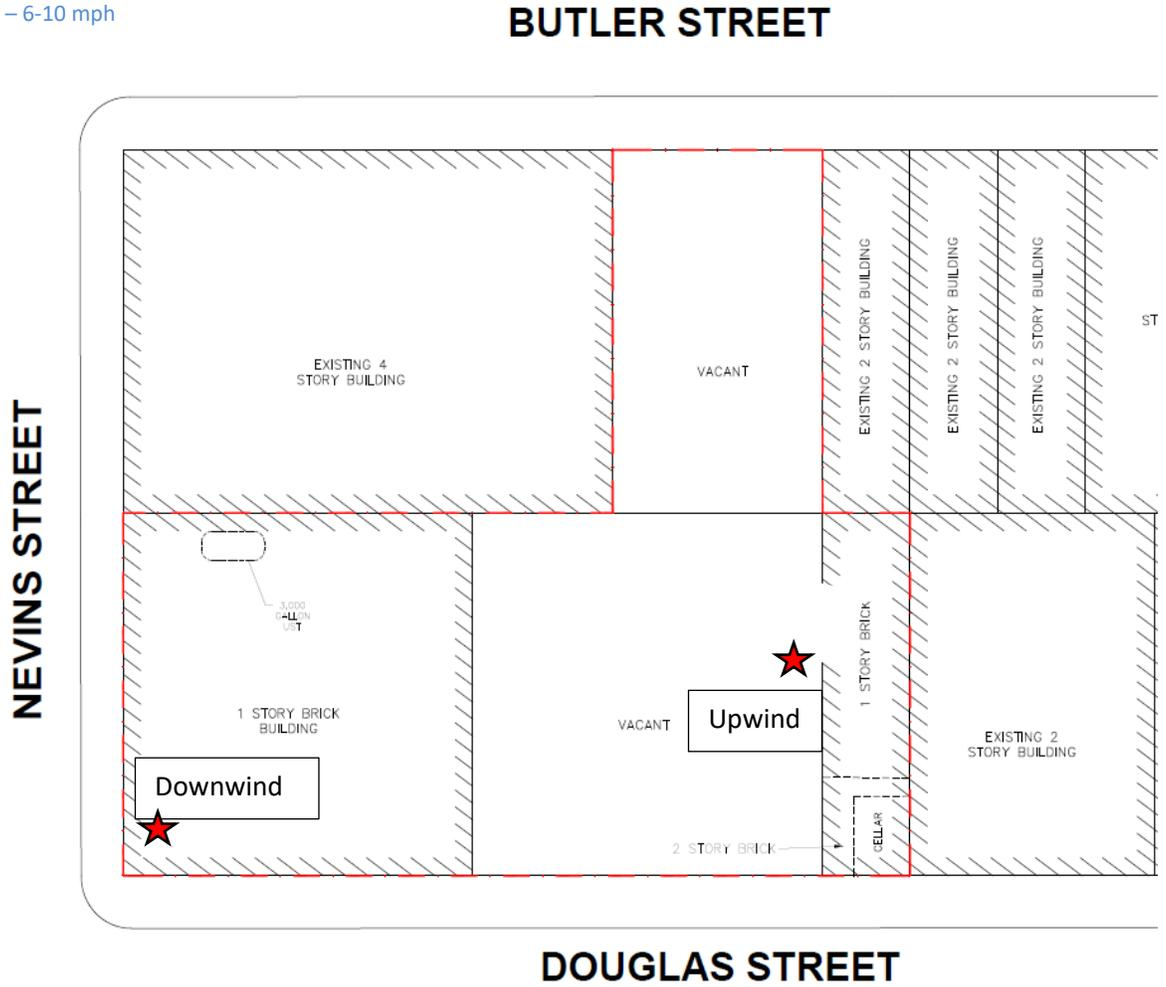 – 6-10 mph
BUTLER STREET
EXISTING 4
STORY BUILDING
VACANT
EXISTING 2 STORY BUILDING
EXISTING 2 STORY BUILDING
EXISTING 2 STORY BUILDING
ST
NEVINS STREET
3,000
GALLON
UST
1 STORY BRICK
BUILDING
Downwind
VACANT
Upwind
1 STORY BRICK
2 STORY BRICK
CELLAR
EXISTING 2
STORY BUILDING
DOUGLAS STREET